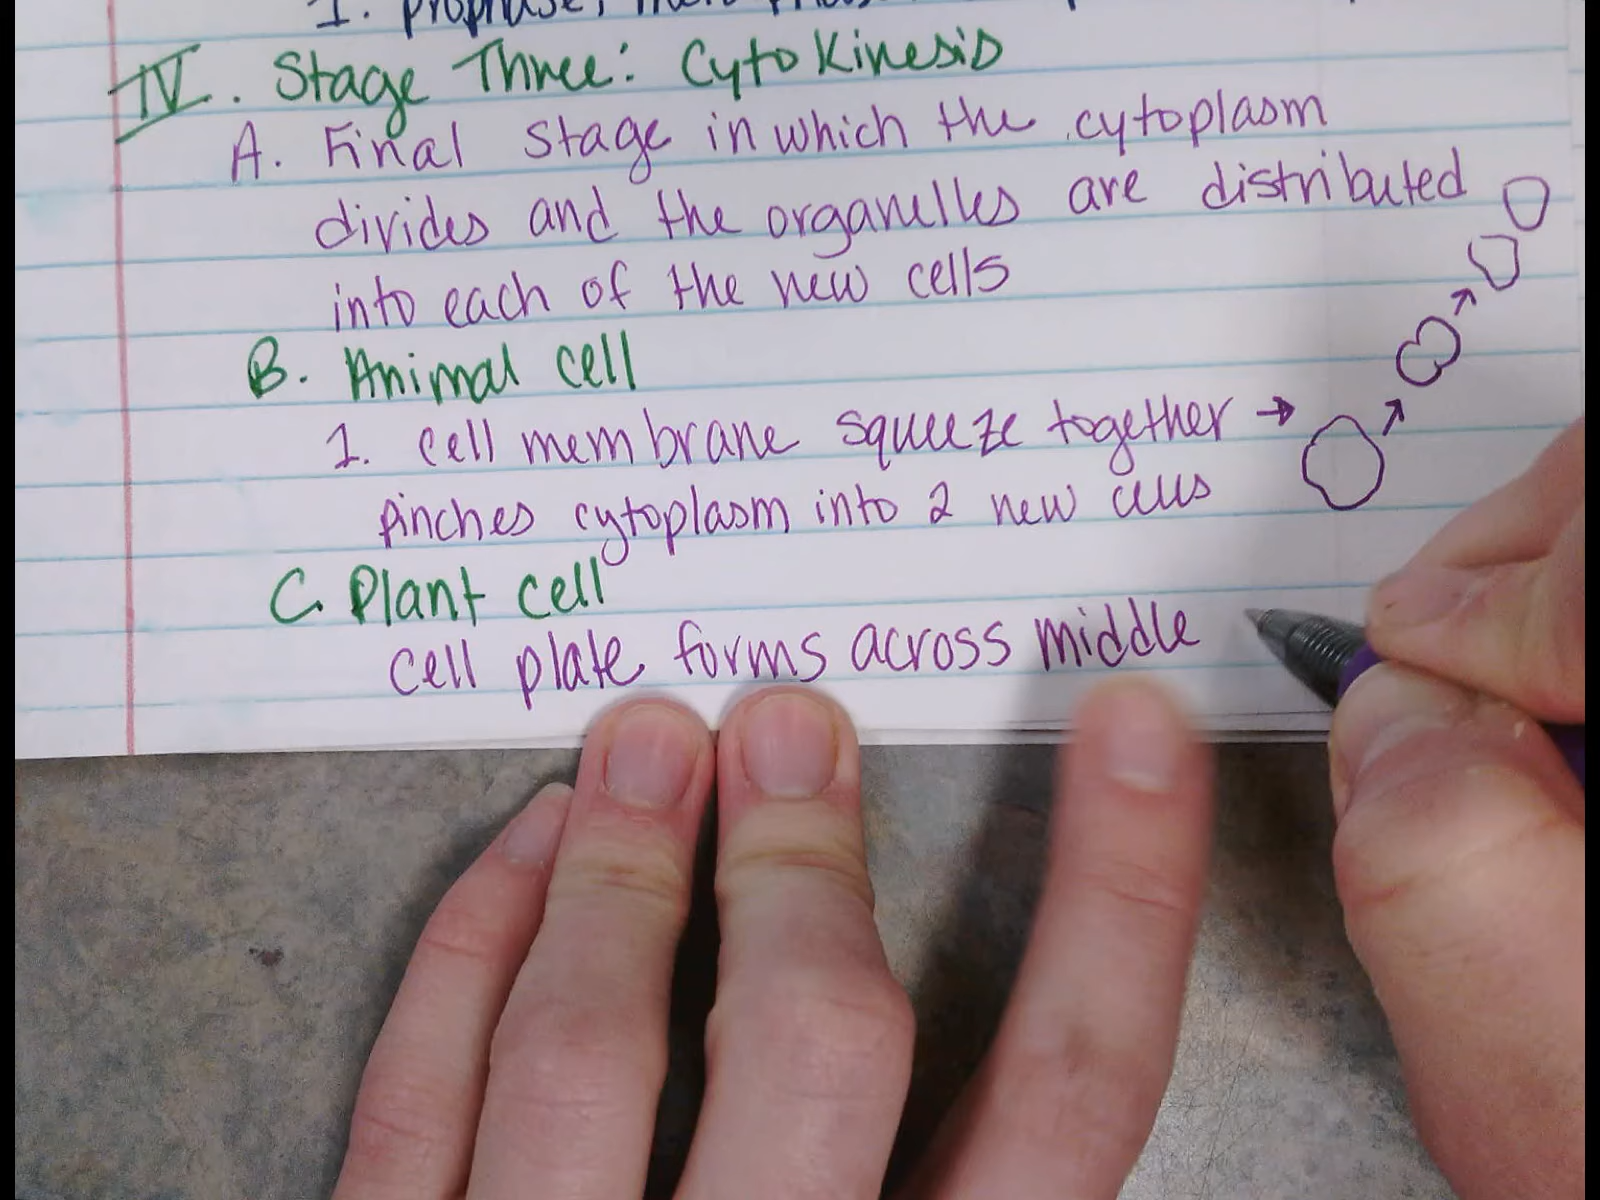 1. prophase,
IV. Stage Three: Cytokinesis
A. Final stage in which the cytoplasm
divides and the organelles are distributed
into each of the new cells
B. Animal cell
1. cell membrane squeeze together →
pinches cytoplasm into 2 new cells
C. Plant cell
cell plate forms across middle